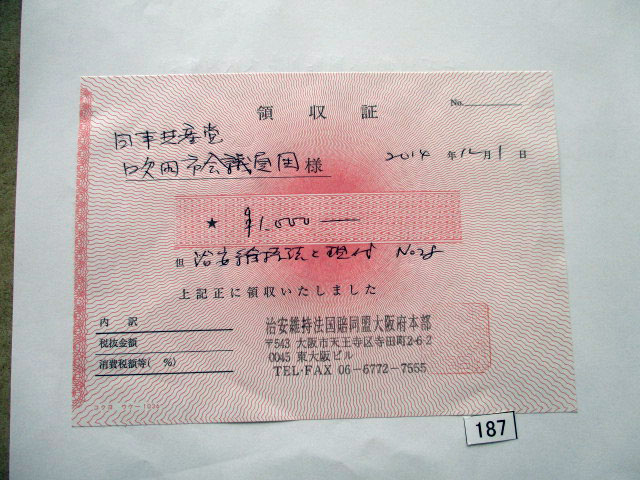 領収証
No.
日本共産党
吹田市会議員団様
2014年12月1日
★ ¥1,000
但 治安維持法と現代 No.28
上記正に領収いたしました
内訳
税抜金額
消費税額等( %)
治安維持法国賠同盟大阪府本部
〒543 大阪市天王寺区寺田町2-6-2
0045 東大阪ビル
TEL・FAX 06-6772-7555
187